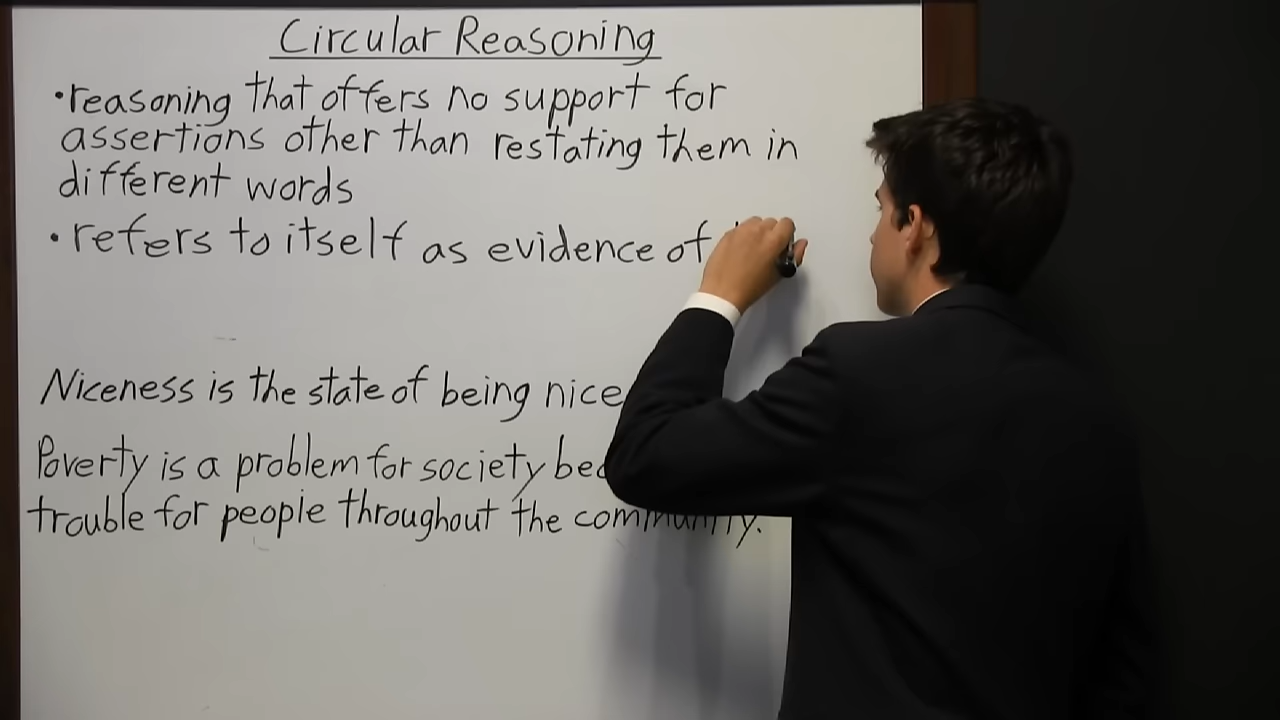 Circular Reasoning
•reasoning that offers no support for
assertions other than restating them in
different words
•refers to itself as evidence of
Niceness is the state of being nice
Poverty is a problem for society
trouble for people throughout the community.